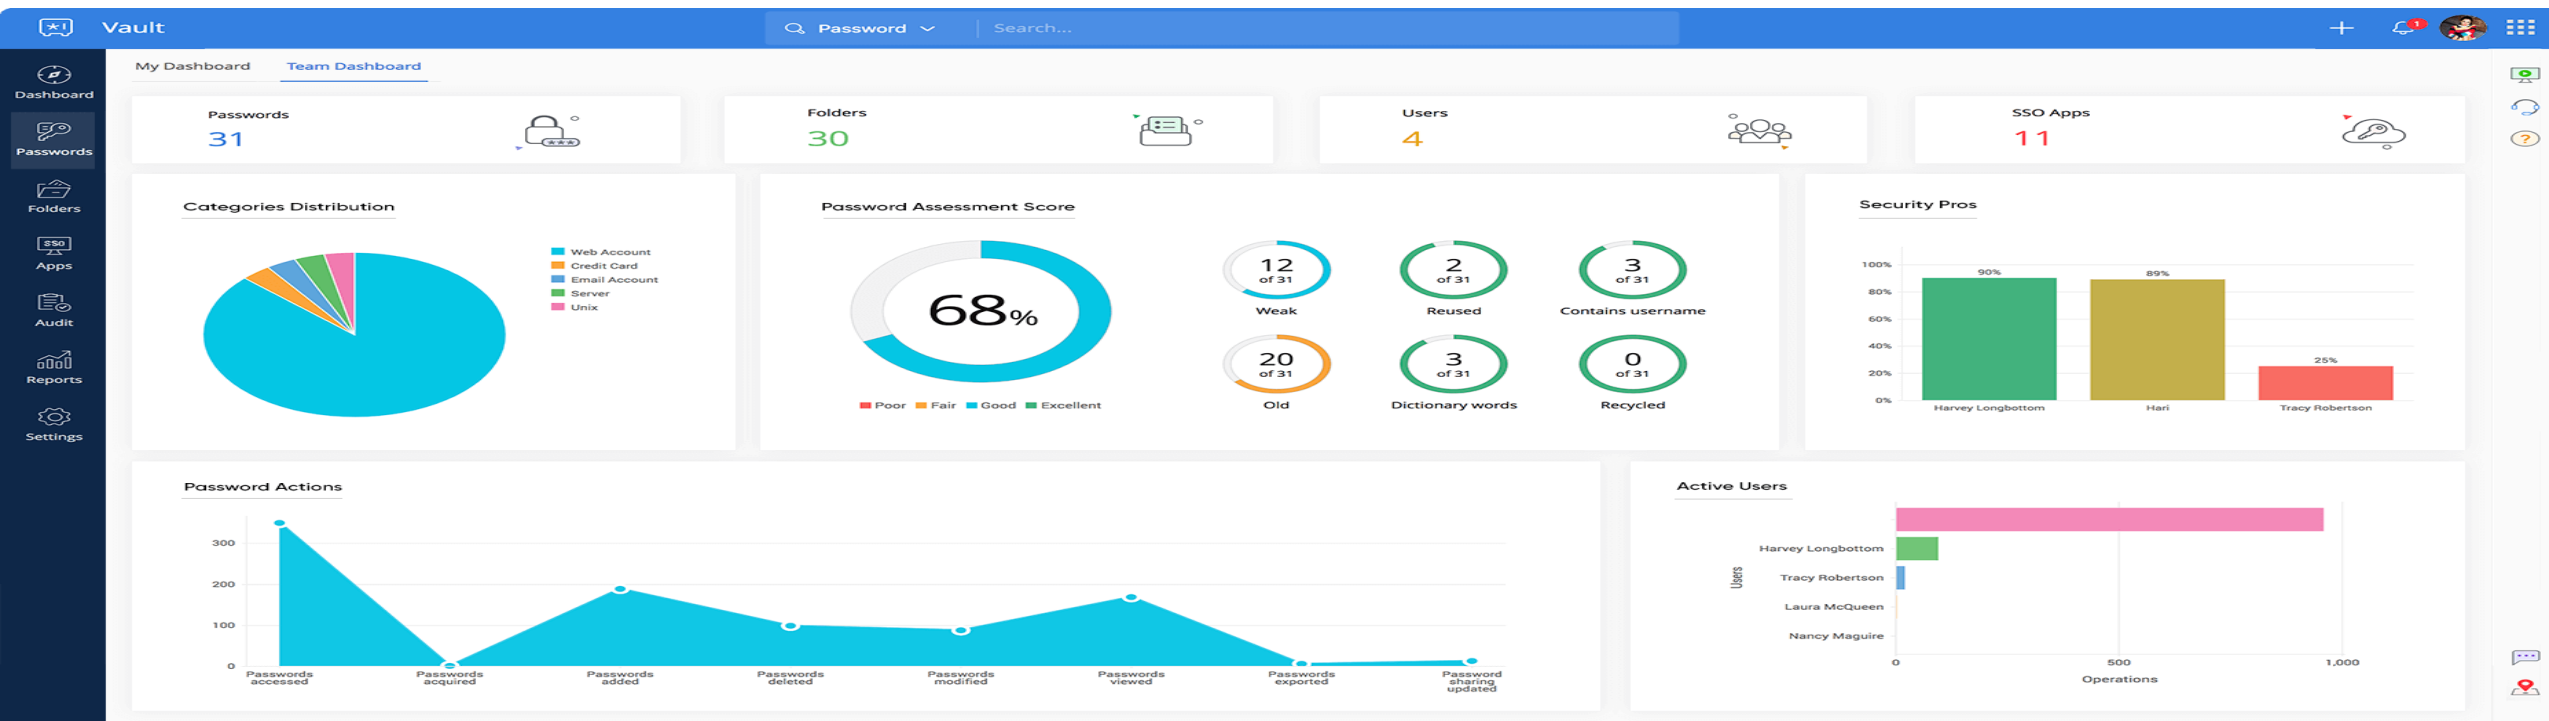 Vault
Password
Search...
1
My Dashboard
Team Dashboard
Dashboard
Passwords
Folders
SSO
Apps
Audit
Reports
Settings
Passwords
31
Folders
30
Users
4
SSO Apps
11
?
Categories Distribution
Web Account
Credit Card
Email Account
Server
Unix
Password Assessment Score
68%
Poor Fair Good Excellent
12
of 31
Weak
2
of 31
Reused
3
of 31
Contains username
20
of 31
Old
3
of 31
Dictionary words
0
of 31
Recycled
Security Pros
100%
80%
60%
40%
20%
0%
90%
89%
25%
Harvey Longbottom
Hari
Tracy Robertson
Password Actions
300
200
100
0
Passwords
accessed
Passwords
acquired
Passwords
added
Passwords
deleted
Passwords
modified
Passwords
viewed
Passwords
exported
Password
sharing
updated
Active Users
Users
Harvey Longbottom
Tracy Robertson
Laura McQueen
Nancy Maguire
0
500
1,000
Operations